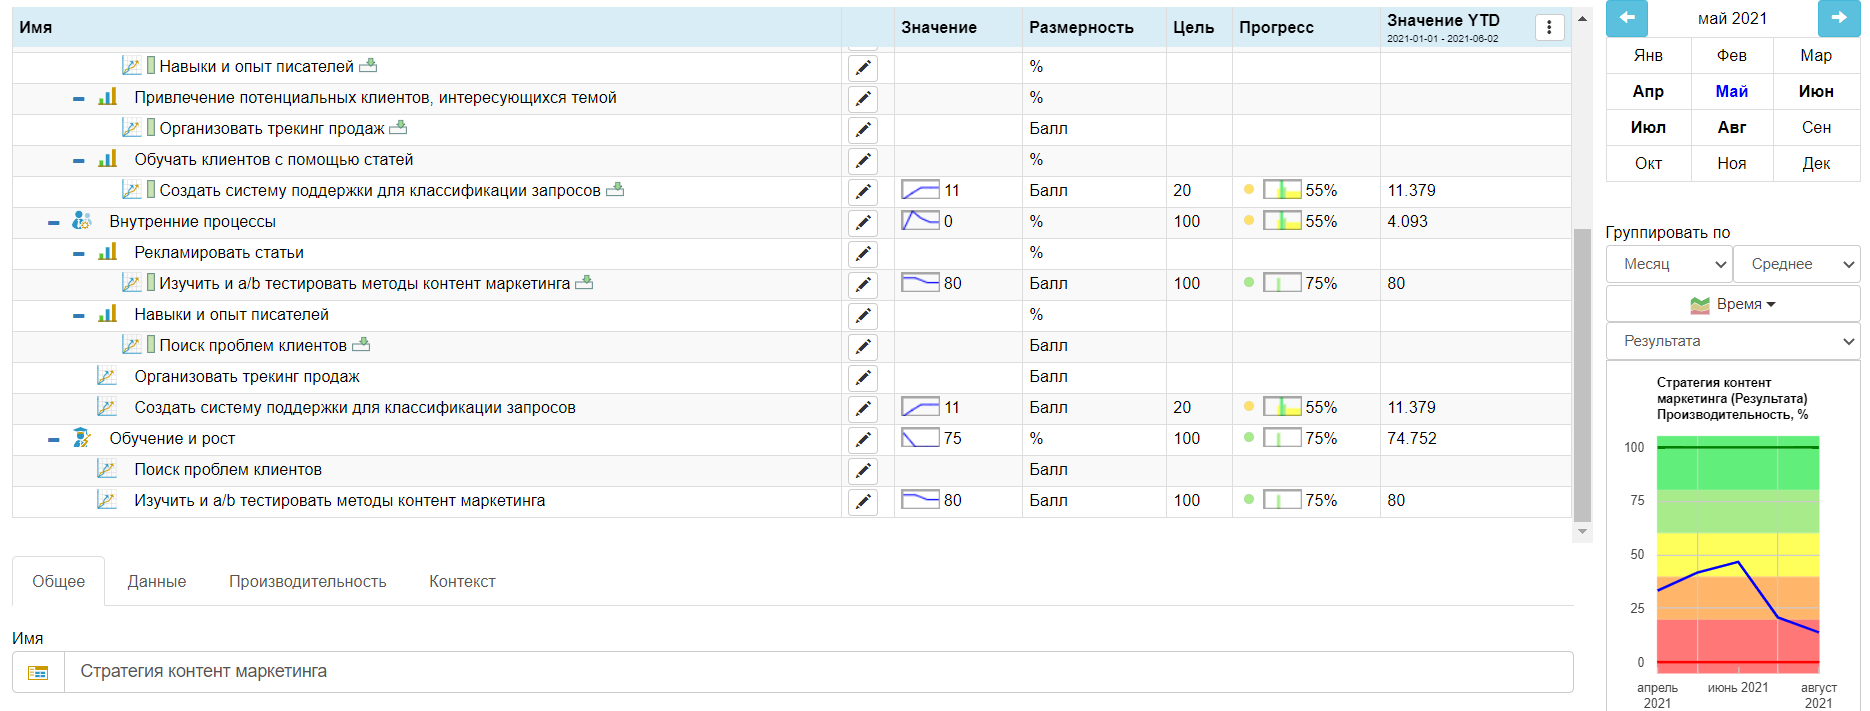 Имя Значение Размерность Цель Прогресс Значение YTD
2021-01-01 - 2021-06-02
Навыки и опыт писателей %
Привлечение потенциальных клиентов, интересующихся темой %
Организовать трекинг продаж Балл
Обучать клиентов с помощью статей %
Создать систему поддержки для классификации запросов 11 Балл 20 55% 11.379
Внутренние процессы 0 % 100 55% 4.093
Рекламировать статьи %
Изучить и a/b тестировать методы контент маркетинга 80 Балл 100 75% 80
Навыки и опыт писателей %
Поиск проблем клиентов Балл
Организовать трекинг продаж Балл
Создать систему поддержки для классификации запросов 11 Балл 20 55% 11.379
Обучение и рост 75 % 100 75% 74.752
Поиск проблем клиентов Балл
Изучить и a/b тестировать методы контент маркетинга 80 Балл 100 75% 80
Общее Данные Производительность Контекст
Имя
Стратегия контент маркетинга
май 2021
Янв Фев Мар
Апр Май Июн
Июл Авг Сен
Окт Ноя Дек
Группировать по
Месяц Среднее
Время
Результата
Стратегия контент
маркетинга (Результата)
Производительность, %
100
75
50
25
0
апрель июнь 2021 август
2021 2021